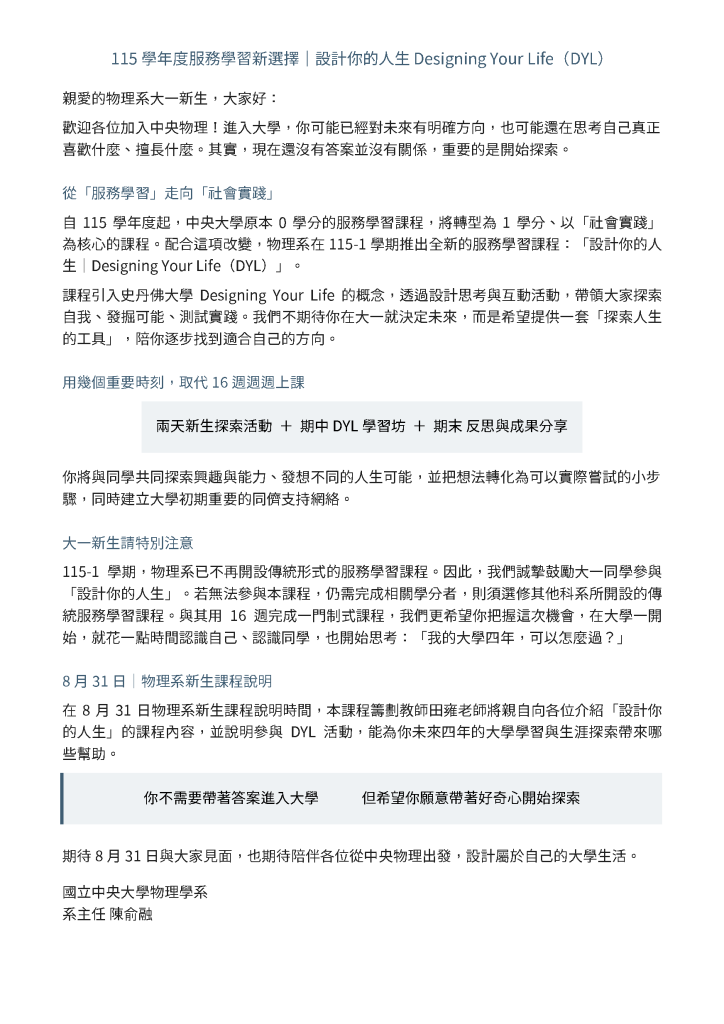 115 學年度服務學習新選擇｜設計你的人生 Designing Your Life（DYL）
親愛的物理系大一新生，大家好：
歡迎各位加入中央物理！進入大學，你可能已經對未來有明確方向，也可能還在思考自己真正
喜歡什麼、擅長什麼。其實，現在還沒有答案並沒有關係，重要的是開始探索。
從「服務學習」走向「社會實踐」
自 115 學年度起，中央大學原本 0 學分的服務學習課程，將轉型為 1 學分、以「社會實踐」
為核心的課程。配合這項改變，物理系在 115-1 學期推出全新的服務學習課程：「設計你的人
生｜Designing Your Life（DYL）」。
課程引入史丹佛大學 Designing Your Life 的概念，透過設計思考與互動活動，帶領大家探索
自我、發掘可能、測試實踐。我們不期待你在大一就決定未來，而是希望提供一套「探索人生
的工具」，陪你逐步找到適合自己的方向。
用幾個重要時刻，取代 16 週週週上課
兩天新生探索活動 ＋ 期中 DYL 學習坊 ＋ 期末 反思與成果分享
你將與同學共同探索興趣與能力、發想不同的人生可能，並把想法轉化為可以實際嘗試的小步
驟，同時建立大學初期重要的同儕支持網絡。
大一新生請特別注意
115-1 學期，物理系已不再開設傳統形式的服務學習課程。因此，我們誠摯鼓勵大一同學參與
「設計你的人生」。若無法參與本課程，仍需完成相關學分者，則須選修其他科系所開設的傳
統服務學習課程。與其用 16 週完成一門制式課程，我們更希望你把握這次機會，在大學一開
始，就花一點時間認識自己、認識同學，也開始思考：「我的大學四年，可以怎麼過？」
8 月 31 日｜物理系新生課程說明
在 8 月 31 日物理系新生課程說明時間，本課程籌劃教師田雍老師將親自向各位介紹「設計你
的人生」的課程內容，並說明參與 DYL 活動，能為你未來四年的大學學習與生涯探索帶來哪
些幫助。
你不需要帶著答案進入大學 但希望你願意帶著好奇心開始探索
期待 8 月 31 日與大家見面，也期待陪伴各位從中央物理出發，設計屬於自己的大學生活。
國立中央大學物理學系
系主任 陳俞融